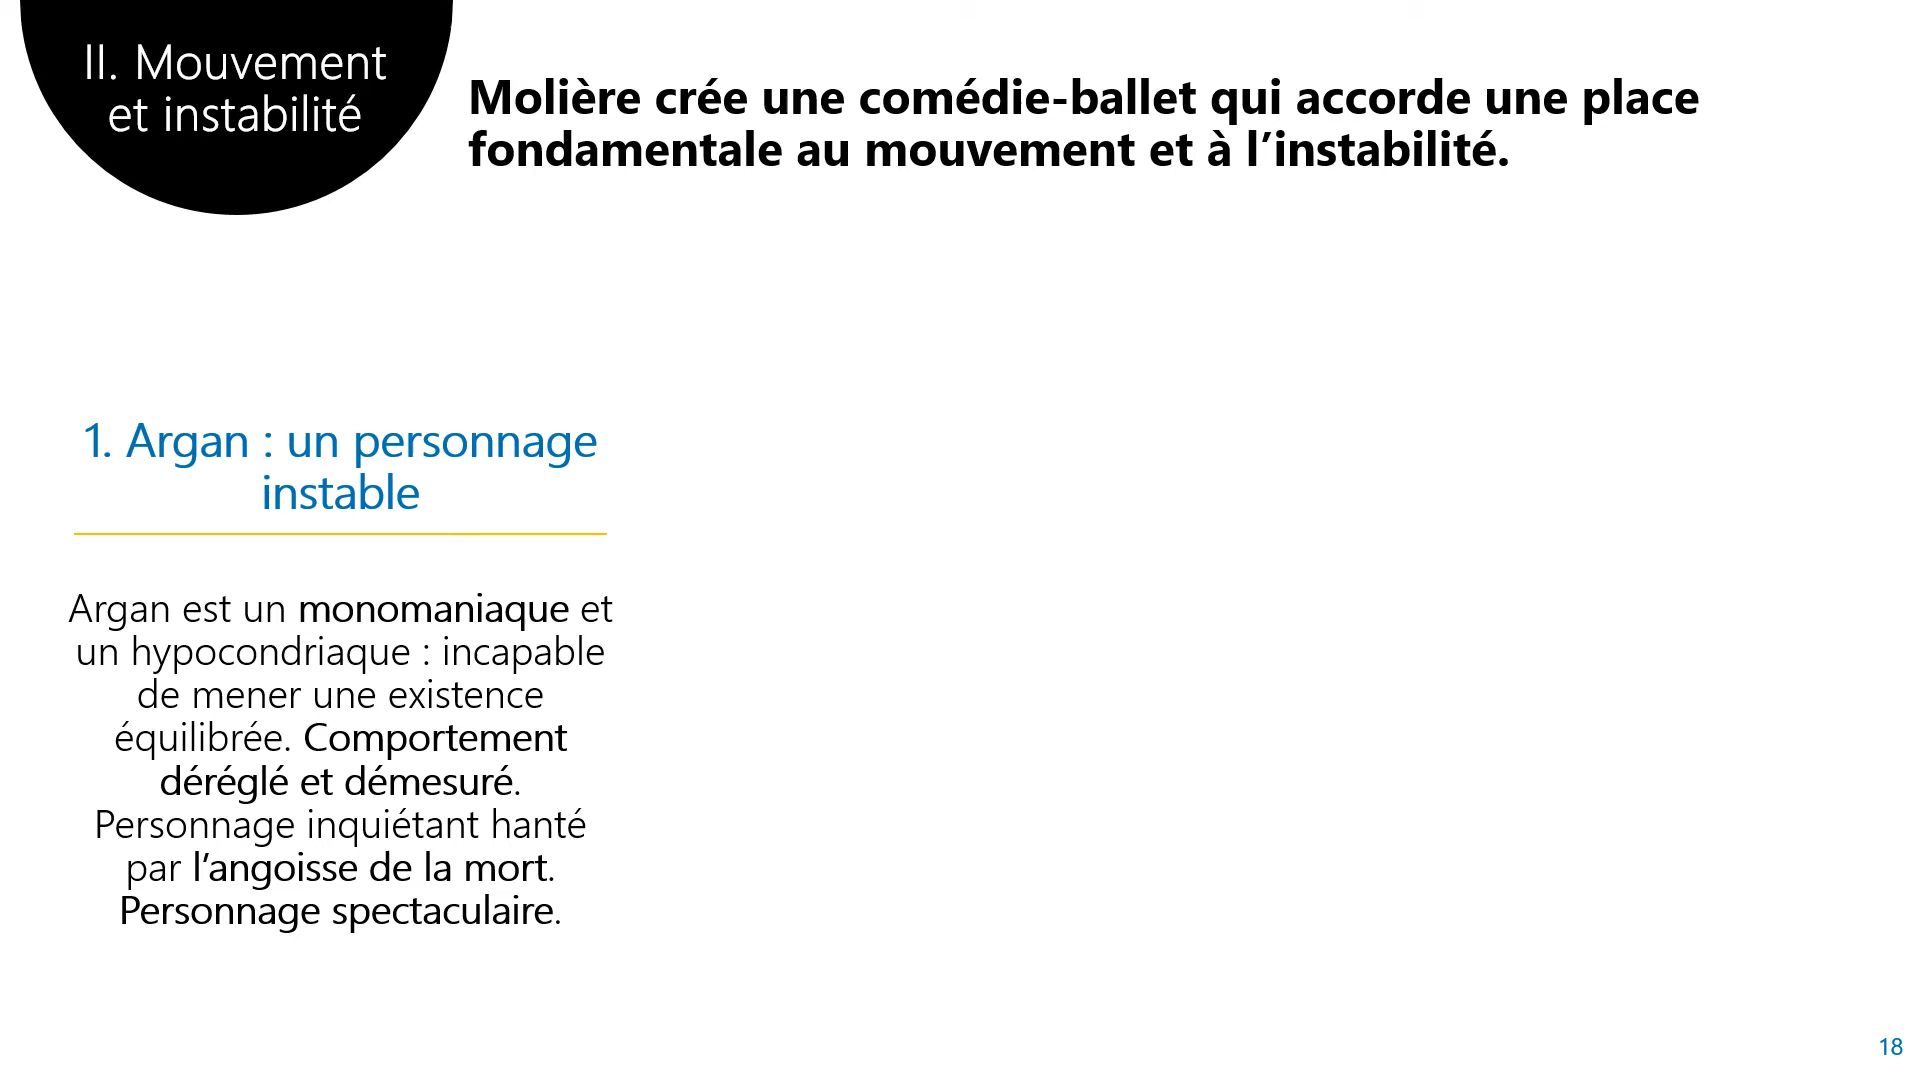 II. Mouvement
et instabilité
Molière crée une comédie-ballet qui accorde une place
fondamentale au mouvement et à l’instabilité.
1. Argan : un personnage
instable
Argan est un monomaniaque et
un hypocondriaque : incapable
de mener une existence
équilibrée. Comportement
déréglé et démesuré.
Personnage inquiétant hanté
par l’angoisse de la mort.
Personnage spectaculaire.
18